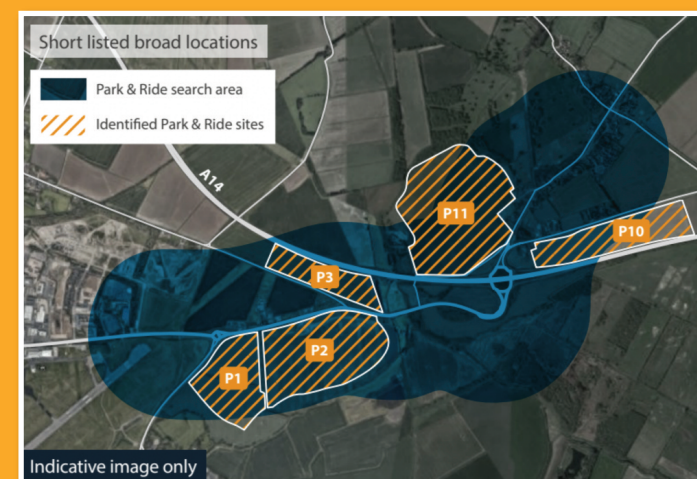 Short listed broad locations
Park & Ride search area
Identified Park & Ride sites
A14
P11
P10
P3
P2
P1
Indicative image only